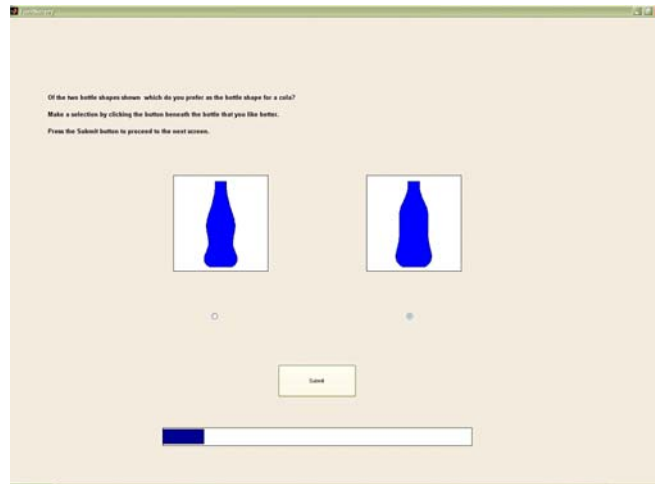 Of the two bottle shapes shown which do you prefer as the bottle shape for a cola?
Make a selection by clicking the button beneath the bottle that you like better.
Press the Submit button to proceed to the next screen.
Submit